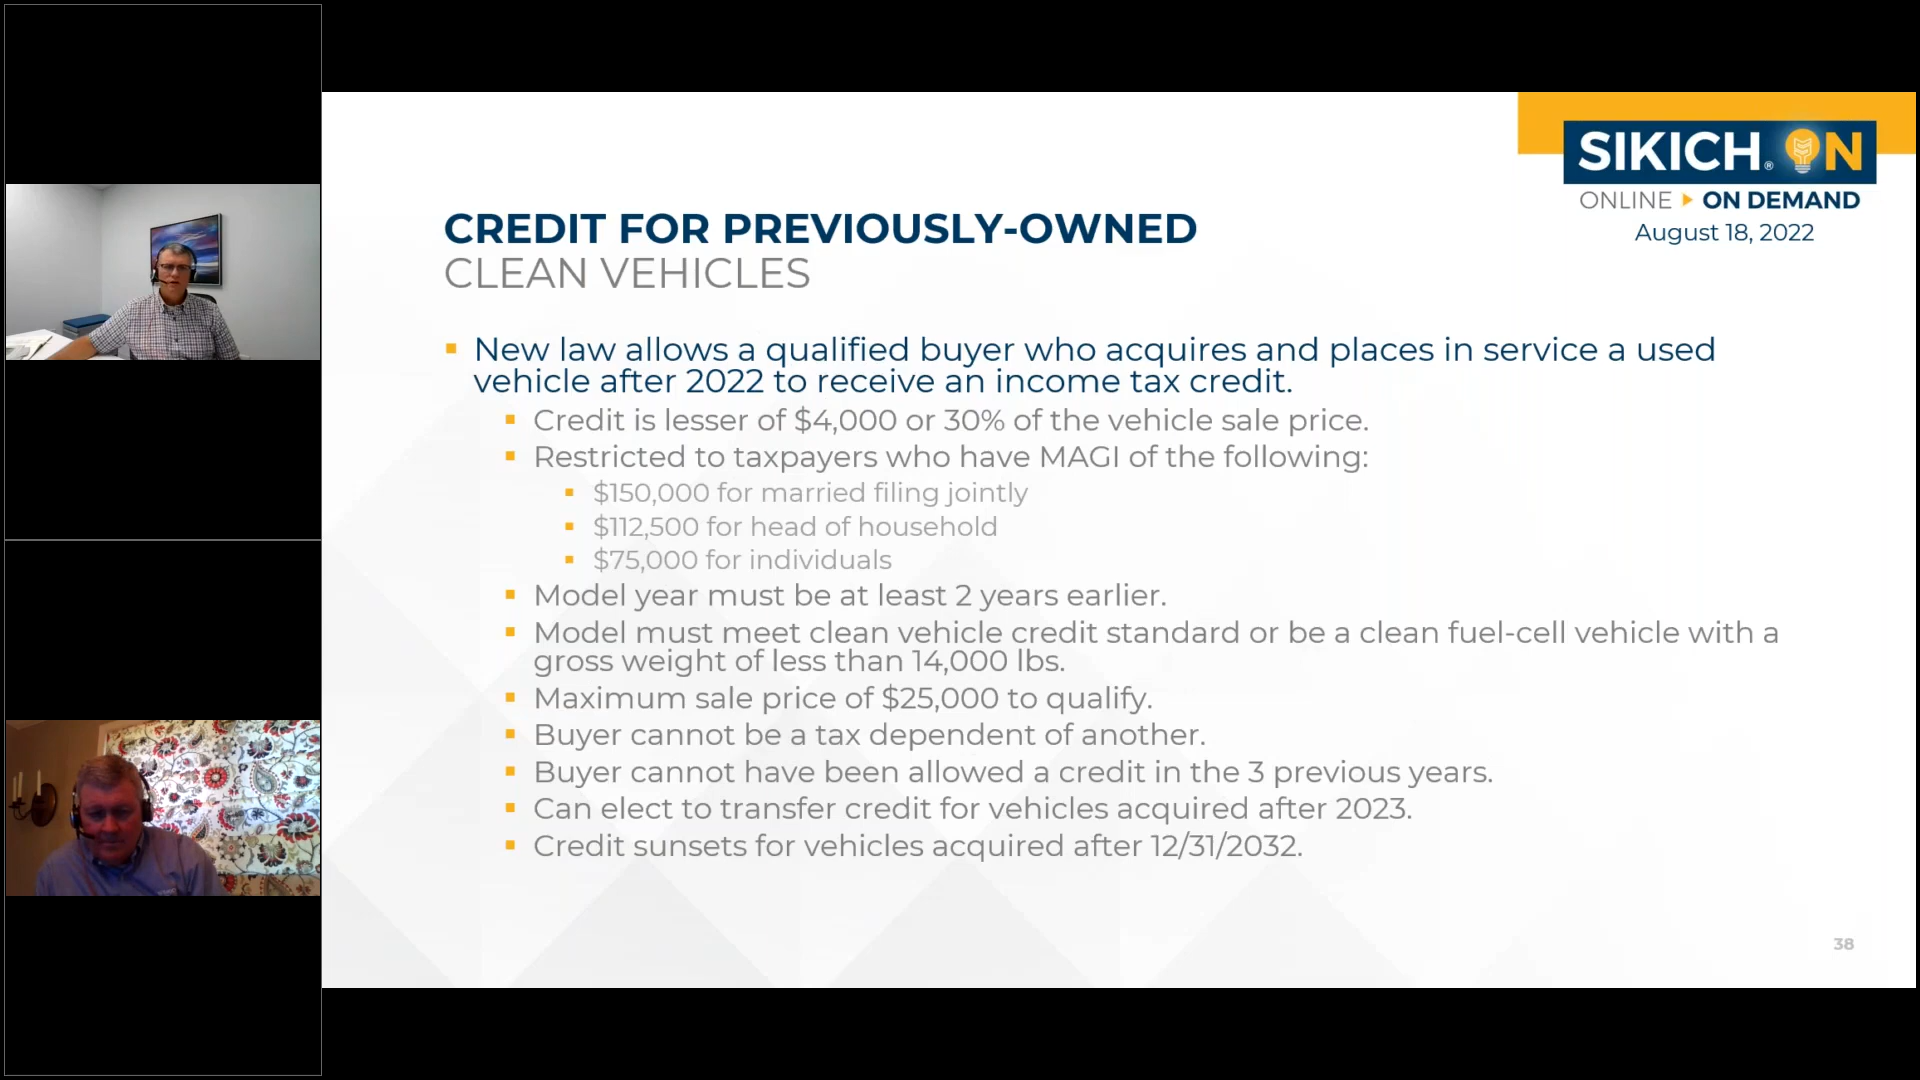 SIKICH® ON
ONLINE ON DEMAND
August 18, 2022
CREDIT FOR PREVIOUSLY-OWNED
CLEAN VEHICLES
New law allows a qualified buyer who acquires and places in service a used
vehicle after 2022 to receive an income tax credit.
Credit is lesser of $4,000 or 30% of the vehicle sale price.
Restricted to taxpayers who have MAGI of the following:
$150,000 for married filing jointly
$112,500 for head of household
$75,000 for individuals
Model year must be at least 2 years earlier.
Model must meet clean vehicle credit standard or be a clean fuel-cell vehicle with a
gross weight of less than 14,000 lbs.
Maximum sale price of $25,000 to qualify.
Buyer cannot be a tax dependent of another.
Buyer cannot have been allowed a credit in the 3 previous years.
Can elect to transfer credit for vehicles acquired after 2023.
Credit sunsets for vehicles acquired after 12/31/2032.
38